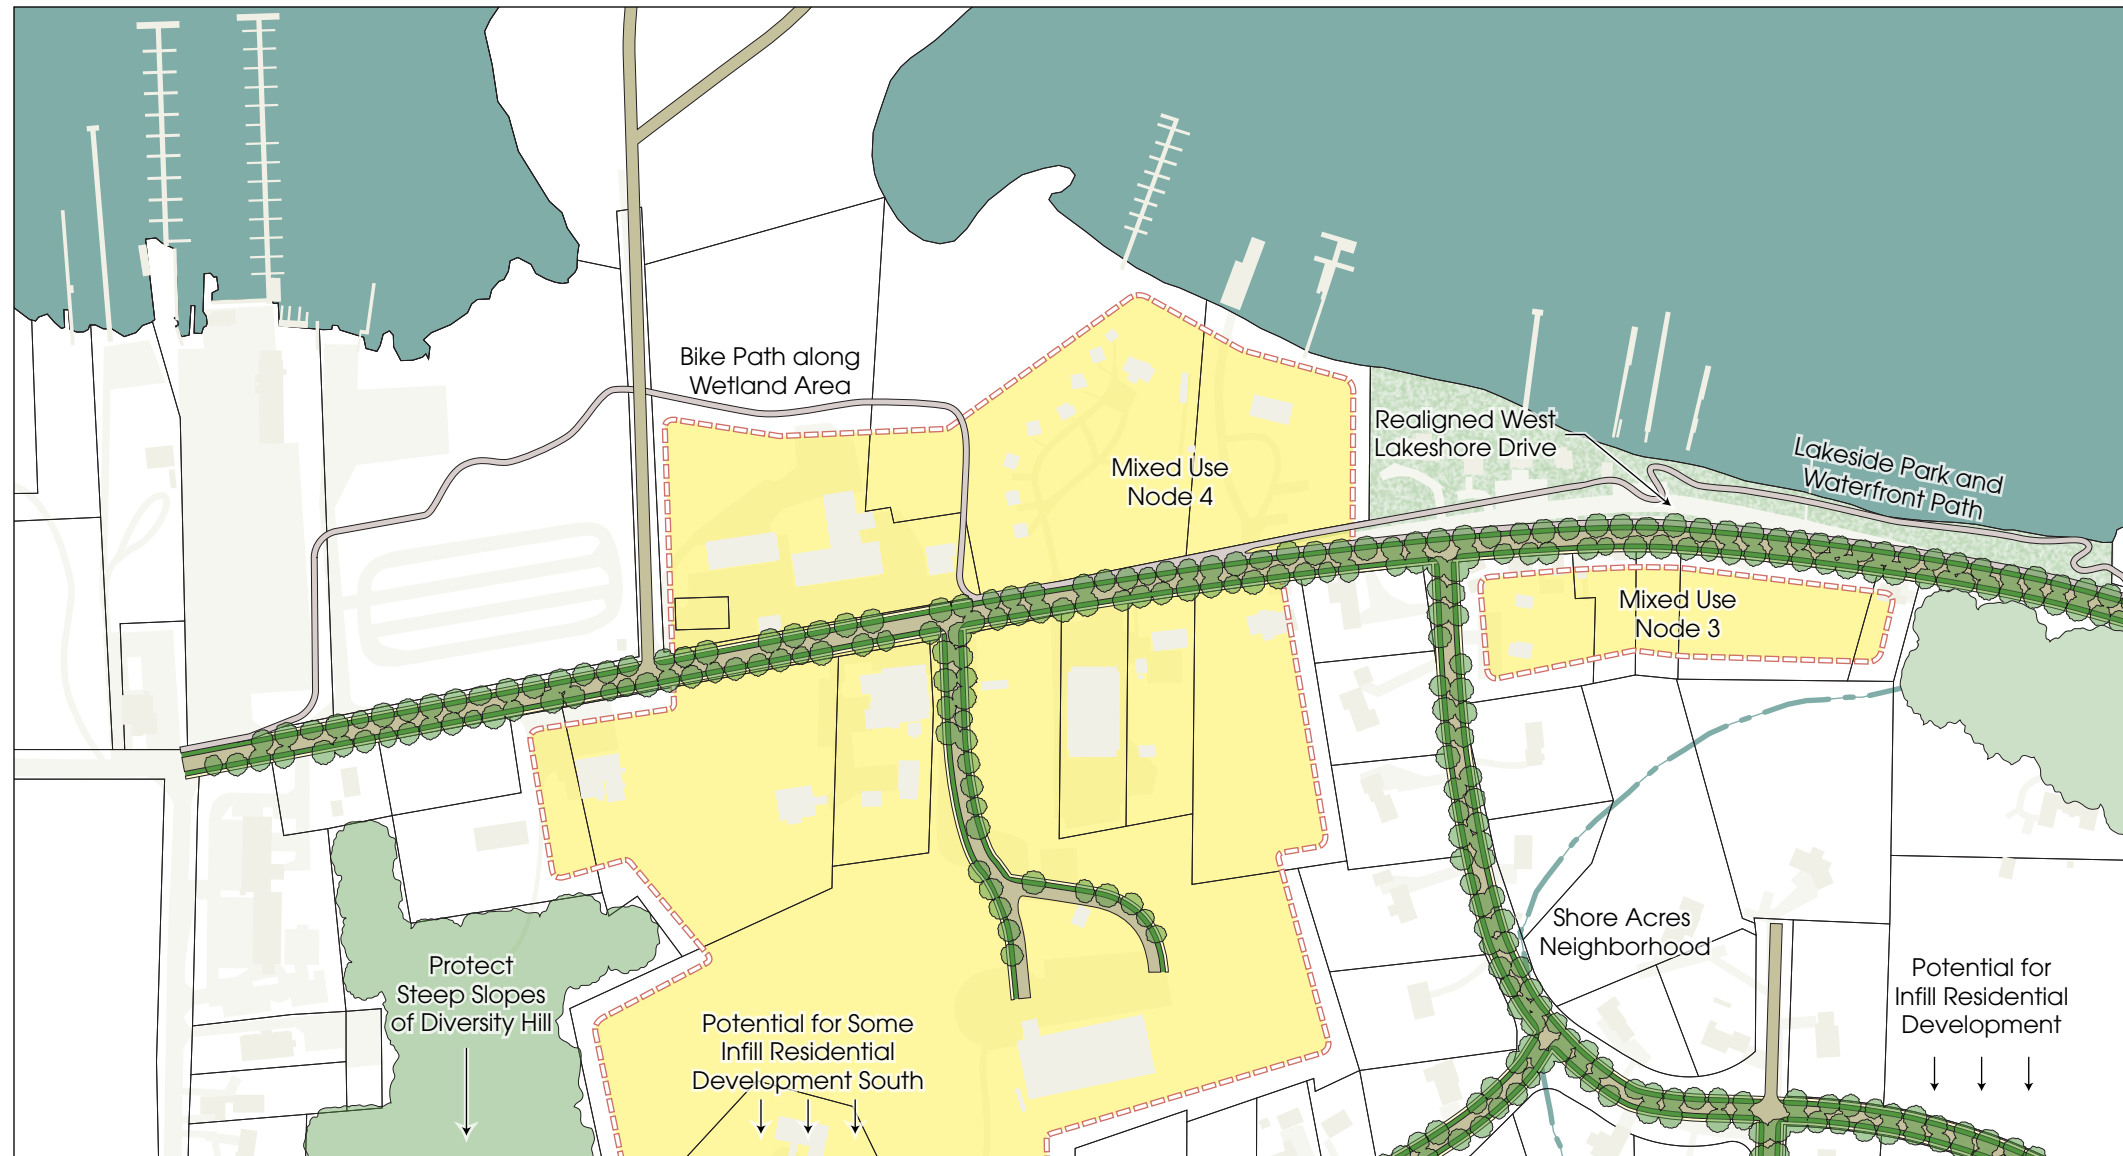 Bike Path along
Wetland Area
Mixed Use
Node 4
Realigned West
Lakeshore Drive
Lakeside Park and
Waterfront Path
Mixed Use
Node 3
Shore Acres
Neighborhood
Protect
Steep Slopes
of Diversity Hill
Potential for Some
Infill Residential
Development South
Potential for
Infill Residential
Development